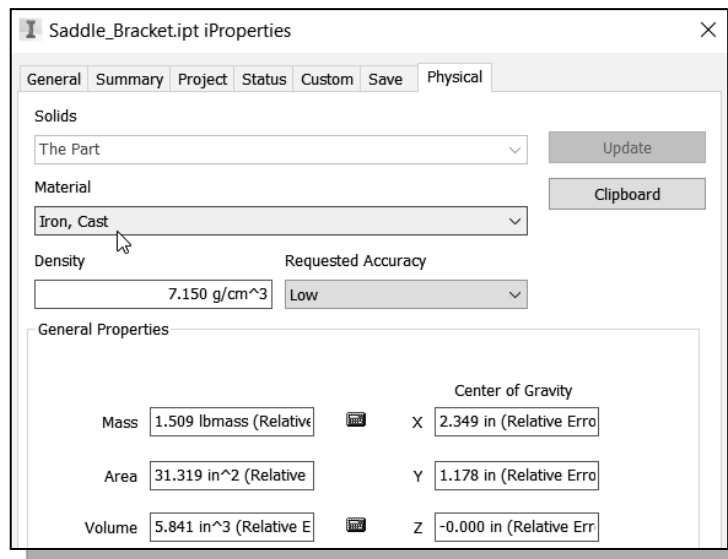 Saddle_Bracket.ipt iProperties
General Summary Project Status Custom Save Physical
Solids
The Part
Update
Material
Clipboard
Iron, Cast
Density Requested Accuracy
7.150 g/cm^3 Low
General Properties
Center of Gravity
Mass 1.509 lbmass (Relative X 2.349 in (Relative Erro
Area 31.319 in^2 (Relative Y 1.178 in (Relative Erro
Volume 5.841 in^3 (Relative E Z -0.000 in (Relative Err